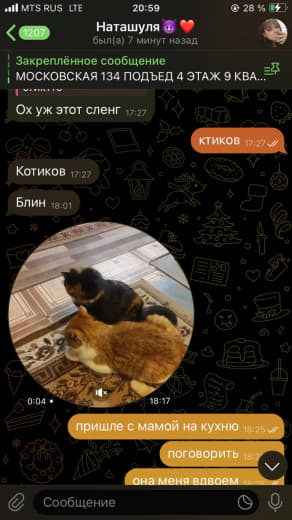 MTS RUS LTE 20:59 28 %
1207 Наташуля😈❤️
был(а) 7 минут назад
Закреплённое сообщение
МОСКОВСКАЯ 134 ПОДЪЕД 4 ЭТАЖ 9 КВА...
Ох уж этот сленг 17:27
ктиков 17:27
Котиков 17:27
Блин 18:01
0:04 18:17
пришле с мамой на кухню 18:25
поговорить
она меня вдвоем
Сообщение